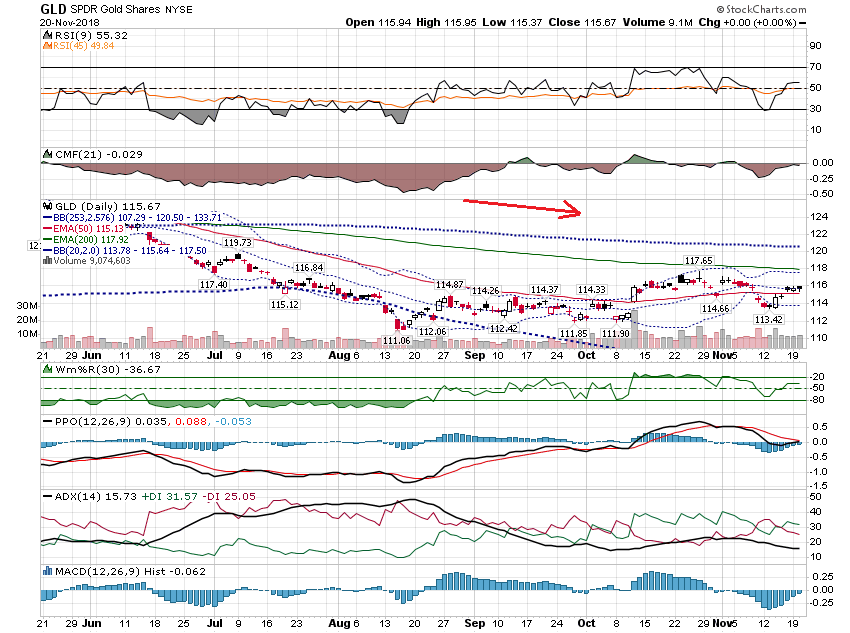 GLD SPDR Gold Shares NYSE © StockCharts.com
20-Nov-2018 Open 115.94 High 115.95 Low 115.37 Close 115.67 Volume 9.1M Chg +0.00 (+0.00%)
RSI(9) 55.32
RSI(45) 49.84
90
70
50
30
10
CMF(21) -0.029
0.00
-0.25
-0.50
GLD (Daily) 115.67
BB(253,2.576) 107.29 - 120.50 - 133.71
EMA(50) 115.13
EMA(200) 117.92
BB(20,2.0) 113.78 - 115.64 - 117.50
Volume 9,074,603
124
122
120
118
116
114
112
110
30M
20M
10M
117.40
119.73
115.12
116.84
111.06
112.06
114.87
114.26
112.42
114.37
111.85
114.33
111.90
117.65
114.66
113.42
21 29 Jun 11 18 25 Jul 9 16 23 Aug 6 13 20 27 Sep 10 17 24 Oct 8 15 22 29 Nov 5 12 19
Wm%R(30) -36.67
-20
-50
-80
PPO(12,26,9) 0.035, 0.088, -0.053
0.5
0.0
-0.5
-1.0
-1.5
ADX(14) 15.73 +DI 31.57 -DI 25.05
50
40
30
20
10
MACD(12,26,9) Hist -0.062
0.25
0.00
-0.25
21 29 Jun 11 18 25 Jul 9 16 23 Aug 6 13 20 27 Sep 10 17 24 Oct 8 15 22 29 Nov 5 12 19